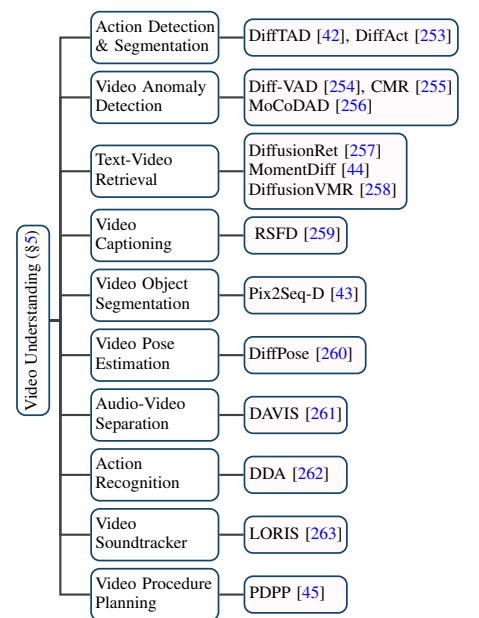 Video Understanding (§5)
Action Detection
& Segmentation
DiffTAD [42], DiffAct [253]
Video Anomaly
Detection
Diff-VAD [254], CMR [255]
MoCoDAD [256]
Text-Video
Retrieval
DiffusionRet [257]
MomentDiff [44]
DiffusionVMR [258]
Video
Captioning
RSFD [259]
Video Object
Segmentation
Pix2Seq-D [43]
Video Pose
Estimation
DiffPose [260]
Audio-Video
Separation
DAVIS [261]
Action
Recognition
DDA [262]
Video
Soundtracker
LORIS [263]
Video Procedure
Planning
PDPP [45]